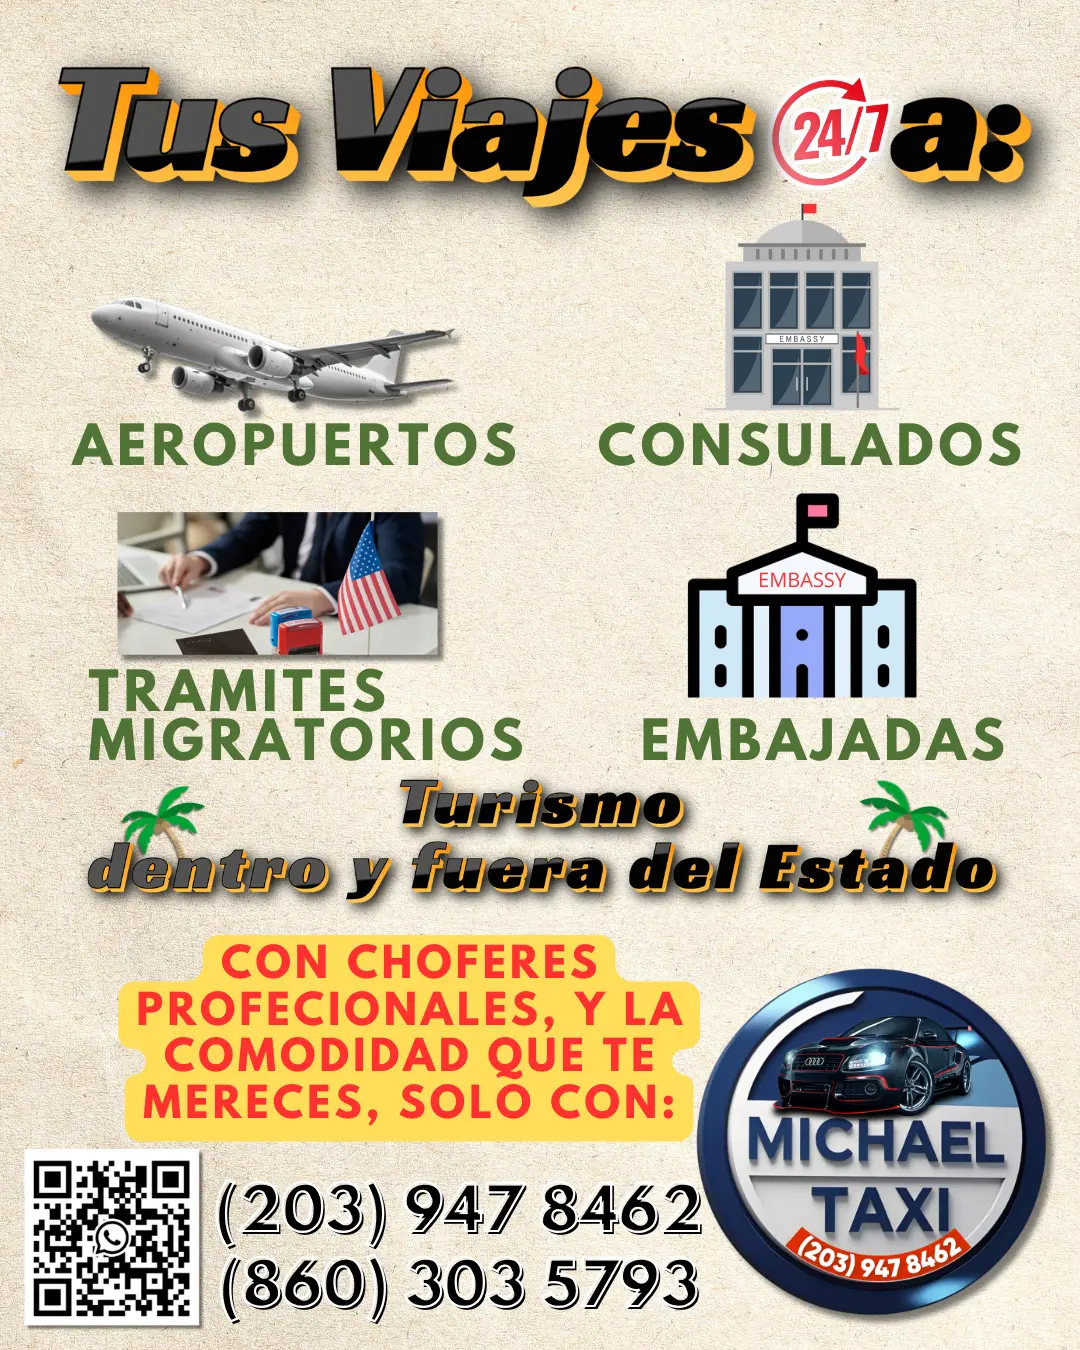 Tus Viajes 24/7 a:
EMBASSY
AEROPUERTOS
CONSULADOS
EMBASSY
TRAMITES
MIGRATORIOS
EMBAJADAS
Turismo
dentro y fuera del Estado
CON CHOFERES
PROFECIONALES, Y LA
COMODIDAD QUE TE
MERECES, SOLO CON:
MICHAEL
TAXI
(203) 947 8462
(203) 947 8462
(860) 303 5793